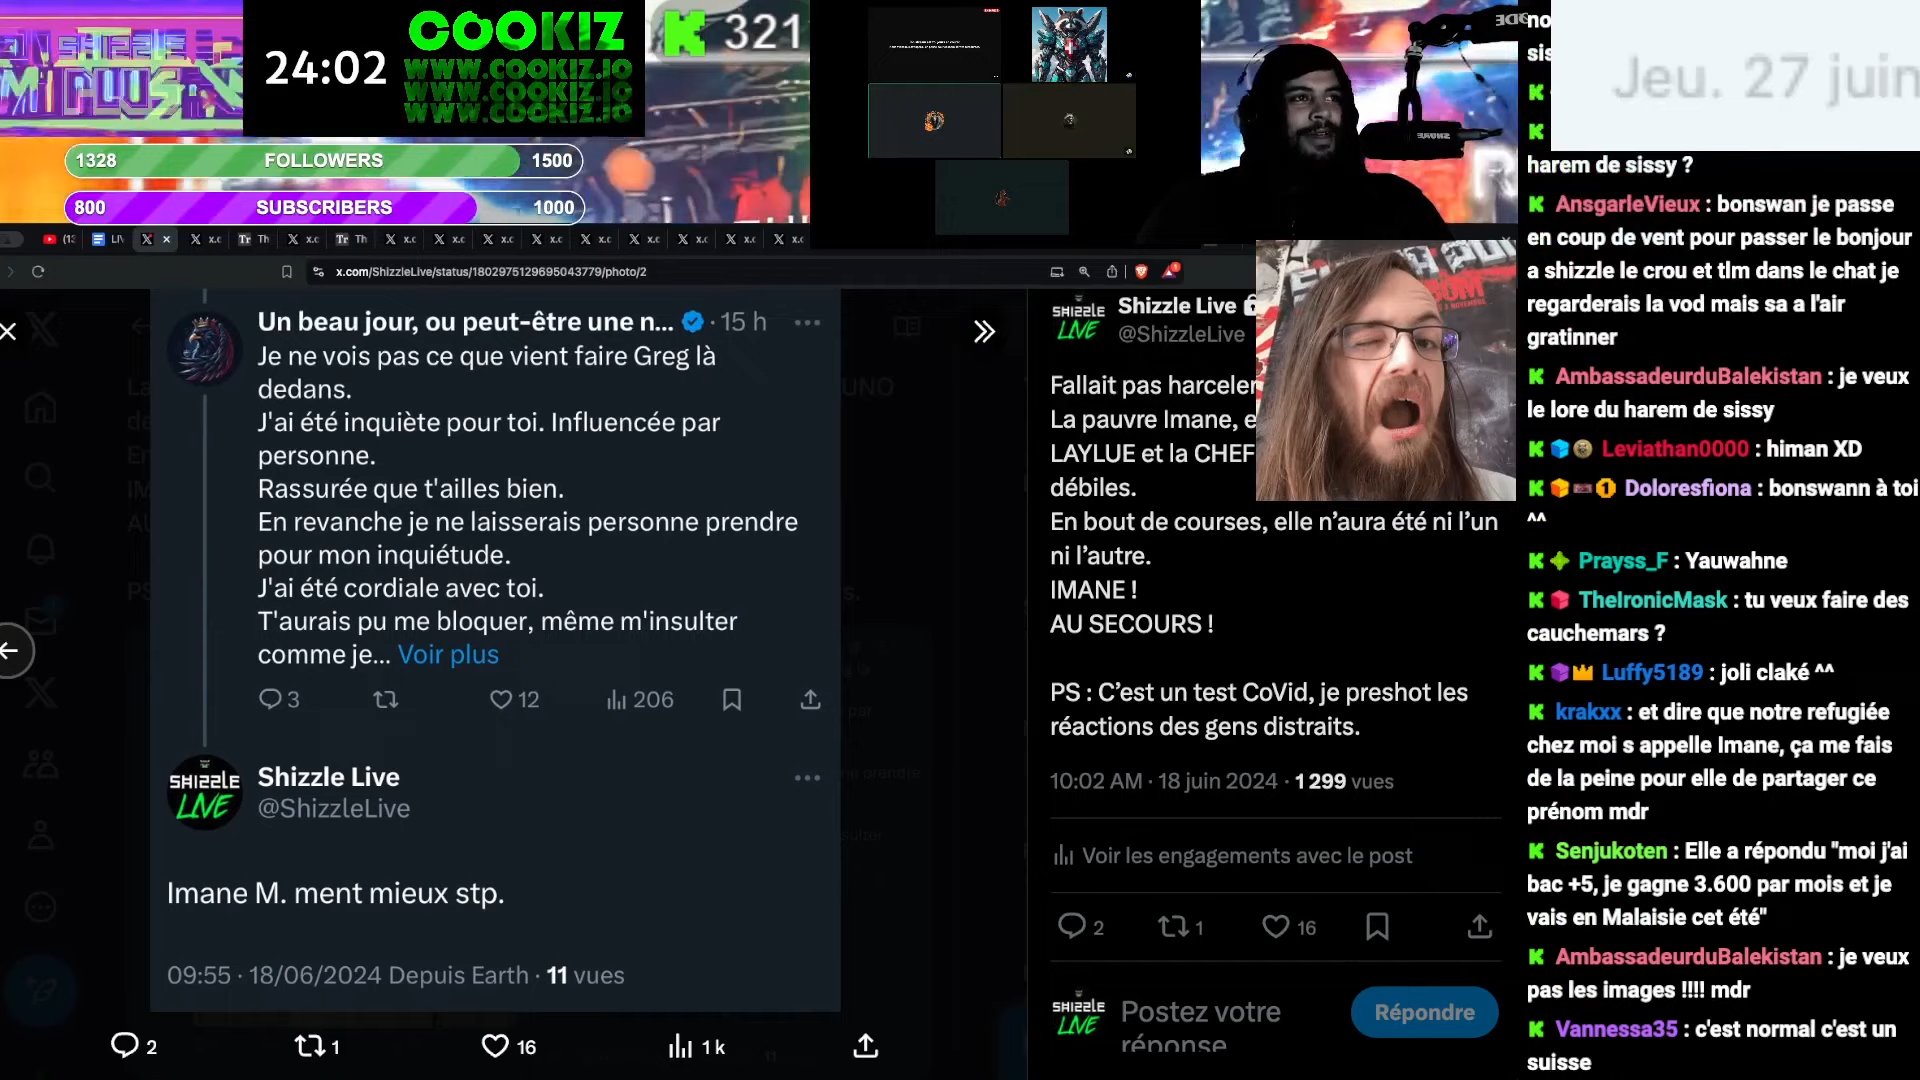 SHIZZLE
24:02
COOKIZ
WWW.COOKIZ.IO
WWW.COOKIZ.IO
WWW.COOKIZ.IO
321
1328 FOLLOWERS 1500
800 SUBSCRIBERS 1000
Jeu. 27 juin
x.com/ShizzleLive/status/1802975129695043779/photo/2
Un beau jour, ou peut-être une n... · 15 h
Je ne vois pas ce que vient faire Greg là
dedans.
J'ai été inquiète pour toi. Influencée par
personne.
Rassurée que t'ailles bien.
En revanche je ne laisserais personne prendre
pour mon inquiétude.
J'ai été cordiale avec toi.
T'aurais pu me bloquer, même m'insulter
comme je... Voir plus
3 12 206
SHIZZLE LIVE
Shizzle Live
@ShizzleLive
Imane M. ment mieux stp.
09:55 · 18/06/2024 Depuis Earth · 11 vues
2 1 16 1 k
SHIZZLE LIVE
Shizzle Live
@ShizzleLive
Fallait pas harceler
La pauvre Imane, e
LAYLUE et la CHEF
débiles.
En bout de courses, elle n’aura été ni l’un
ni l’autre.
IMANE !
AU SECOURS !
PS : C’est un test CoVid, je preshot les
réactions des gens distraits.
10:02 AM · 18 juin 2024 · 1 299 vues
Voir les engagements avec le post
2 1 16
SHIZZLE LIVE
Postez votre
réponse
Répondre
harem de sissy ?
AnsgarleVieux : bonswan je passe
en coup de vent pour passer le bonjour
a shizzle le crou et tlm dans le chat je
regarderais la vod mais sa a l'air
gratinner
AmbassadeurduBalekistan : je veux
le lore du harem de sissy
Leviathan0000 : himan XD
Doloresfiona : bonswann à toi
^^
Prayss_F : Yauwahne
TheIronicMask : tu veux faire des
cauchemars ?
Luffy5189 : joli claké ^^
krakxx : et dire que notre refugiée
chez moi s appelle Imane, ça me fais
de la peine pour elle de partager ce
prénom mdr
Senjukoten : Elle a répondu "moi j'ai
bac +5, je gagne 3.600 par mois et je
vais en Malaisie cet été"
AmbassadeurduBalekistan : je veux
pas les images !!!! mdr
Vannessa35 : c'est normal c'est un
suisse